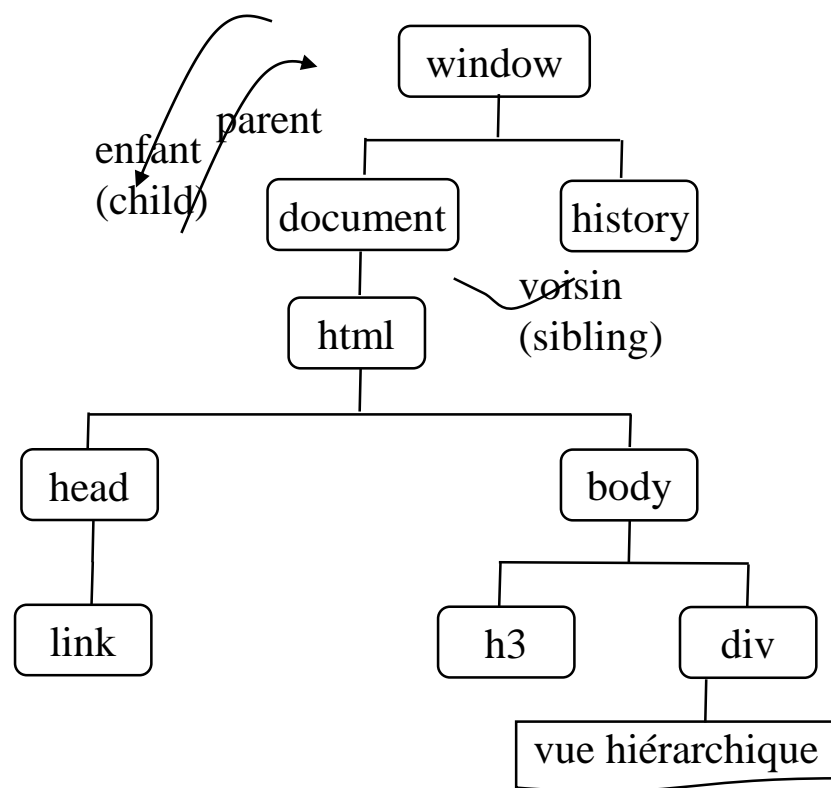 window
parent
enfant
(child)
document
history
voisin
(sibling)
html
head
body
link
h3
div
vue hiérarchique